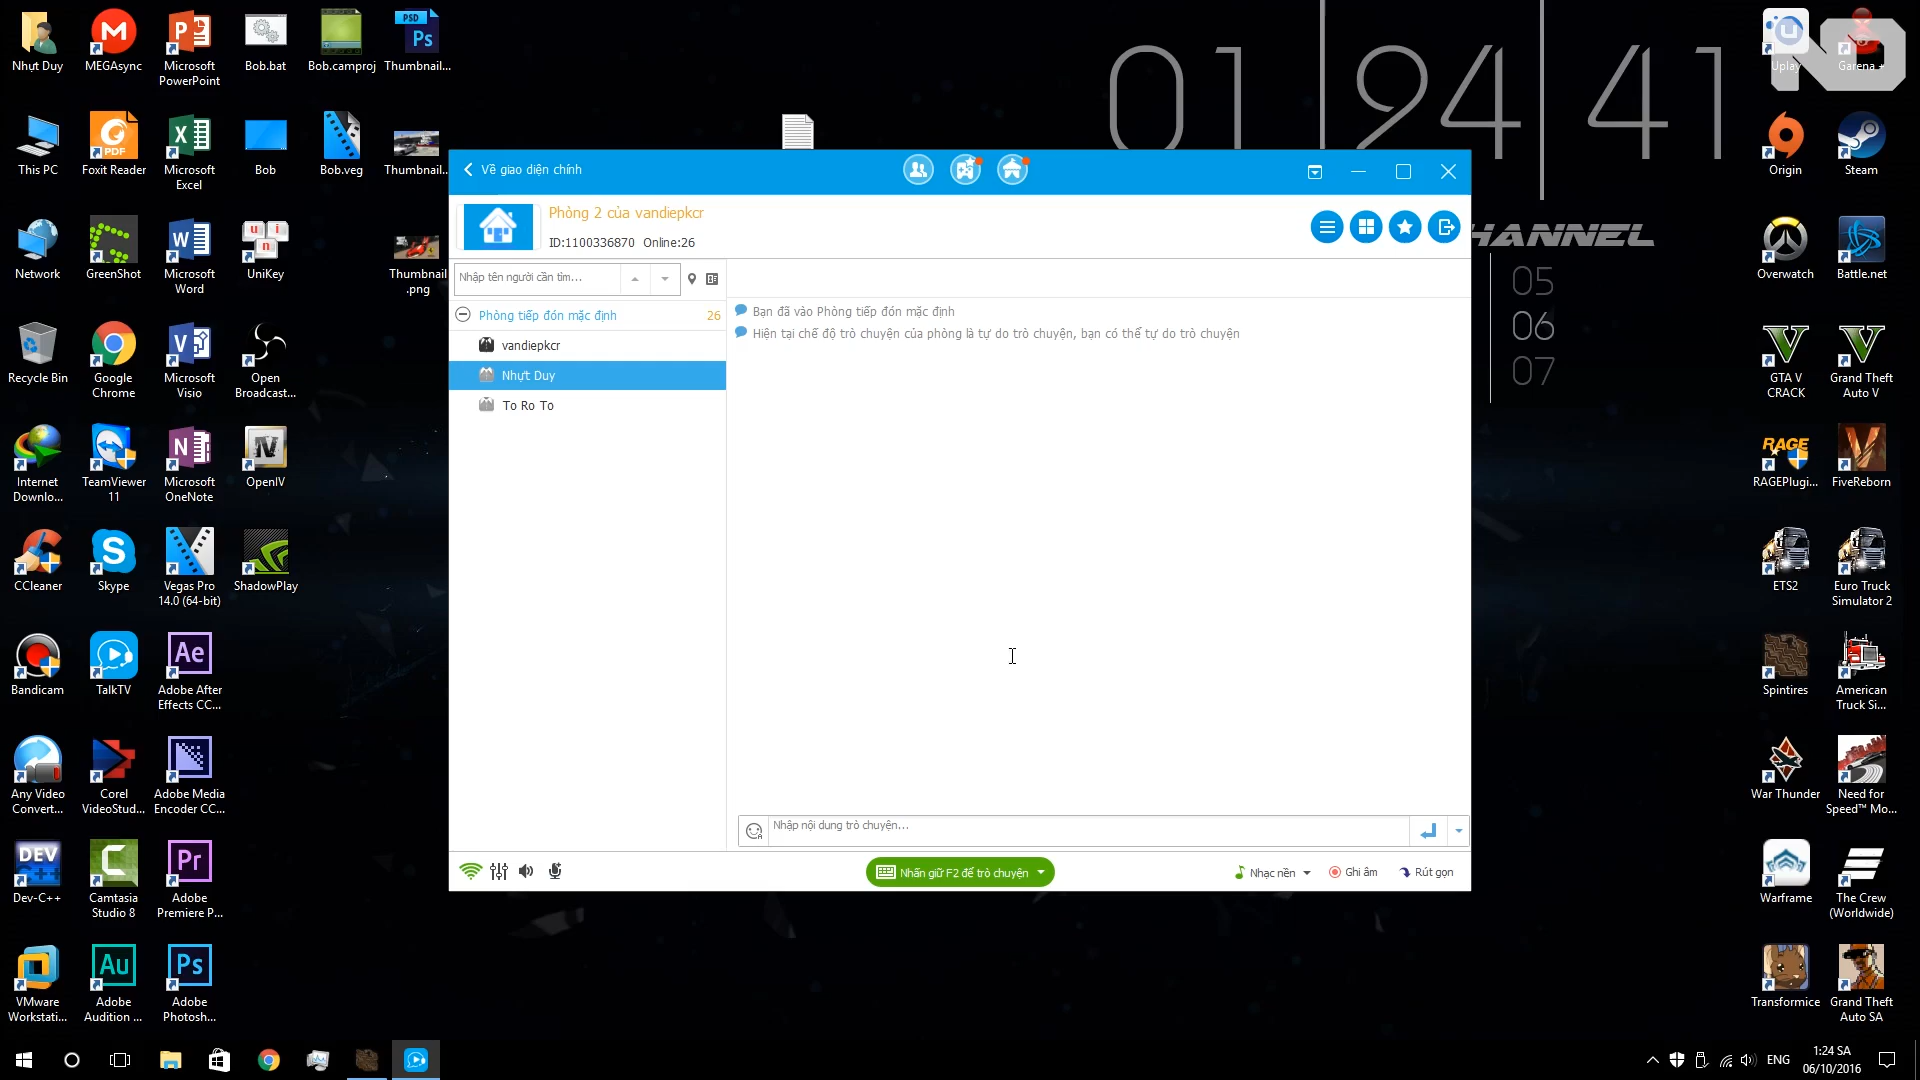 Nhựt Duy
MEGAsync
Microsoft
PowerPoint
Bob.bat
Bob.camproj
PSD
Ps
Thumbnail...
01
24
41
Uplay
Garena +
This PC
PDF
Foxit Reader
Microsoft
Excel
Bob
Bob.veg
Thumbnail...
Origin
Steam
Về giao diện chính
Phòng 2 của vandiepkcr
ID:1100336870 Online:26
HANNEL
05
06
07
Network
GreenShot
Microsoft
Word
u n i
UniKey
Thumbnail
.png
Overwatch
Battle.net
Nhập tên người cần tìm...
Phòng tiếp đón mặc định 26
vandiepkcr
Nhựt Duy
To Ro To
Bạn đã vào Phòng tiếp đón mặc định
Hiện tại chế độ trò chuyện của phòng là tự do trò chuyện, bạn có thể tự do trò chuyện
Recycle Bin
Google
Chrome
Microsoft
Visio
Open
Broadcast...
GTA V
CRACK
Grand Theft
Auto V
Internet
Downlo...
TeamViewer
11
Microsoft
OneNote
OpenIV
RAGE
RAGEPlugi...
FiveReborn
CCleaner
Skype
Vegas Pro
14.0 (64-bit)
ShadowPlay
ETS2
Euro Truck
Simulator 2
Bandicam
TalkTV
Ae
Adobe After
Effects CC...
Spintires
American
Truck Si...
Any Video
Convert...
Corel
VideoStud...
Adobe Media
Encoder CC...
War Thunder
Need for
Speed™ Mo...
Nhập nội dung trò chuyện...
Nhấn giữ F2 để trò chuyện
Nhạc nền
Ghi âm
Rút gọn
DEV
Dev-C++
Camtasia
Studio 8
Pr
Adobe
Premiere P...
Warframe
The Crew
(Worldwide)
VMware
Workstati...
Au
Adobe
Audition ...
Ps
Adobe
Photosh...
Transformice
Grand Theft
Auto SA
ENG
1:24 SA
06/10/2016